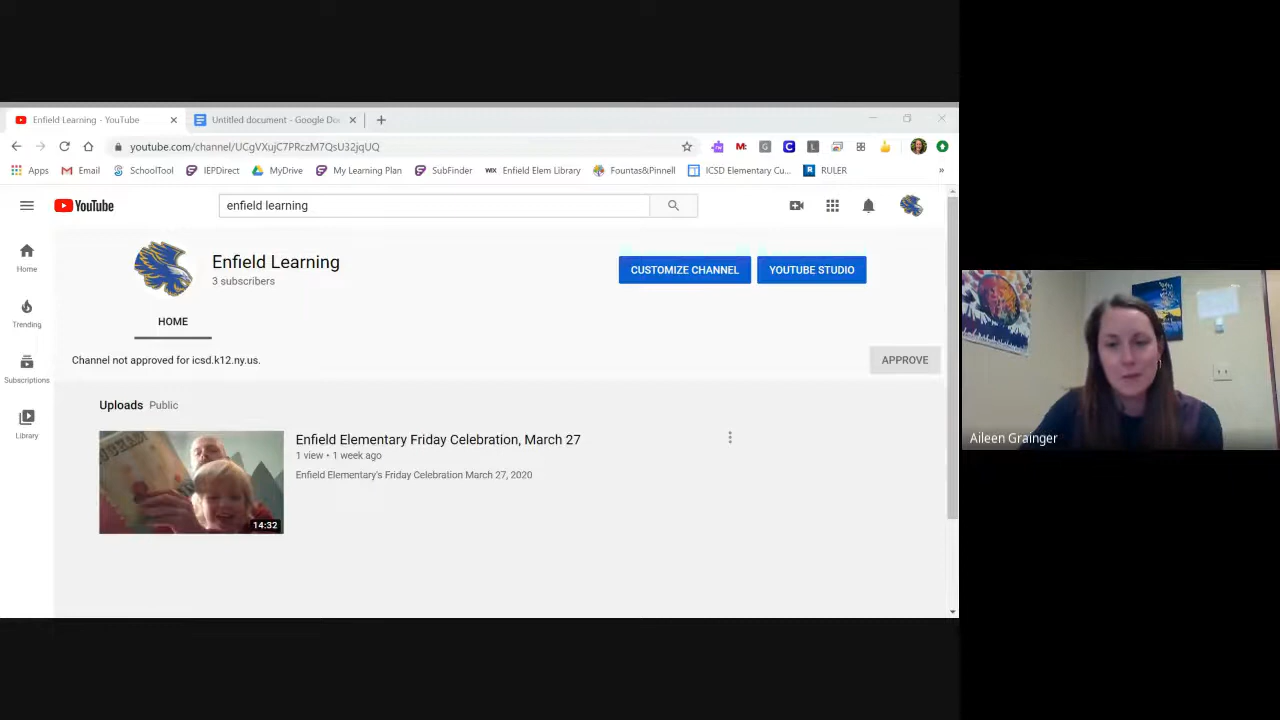 Enfield Learning - YouTube
Untitled document - Google Do
youtube.com/channel/UCgVXujC7PRczM7QsU32jqUQ
Apps Email SchoolTool IEPDirect MyDrive My Learning Plan SubFinder WIX Enfield Elem Library Fountas&Pinnell ICSD Elementary Cu... RULER »
YouTube
enfield learning
Home
Trending
Subscriptions
Library
Enfield Learning
3 subscribers
CUSTOMIZE CHANNEL
YOUTUBE STUDIO
HOME
Channel not approved for icsd.k12.ny.us.
APPROVE
Uploads Public
14:32
Enfield Elementary Friday Celebration, March 27
1 view • 1 week ago
Enfield Elementary's Friday Celebration March 27, 2020
Aileen Grainger